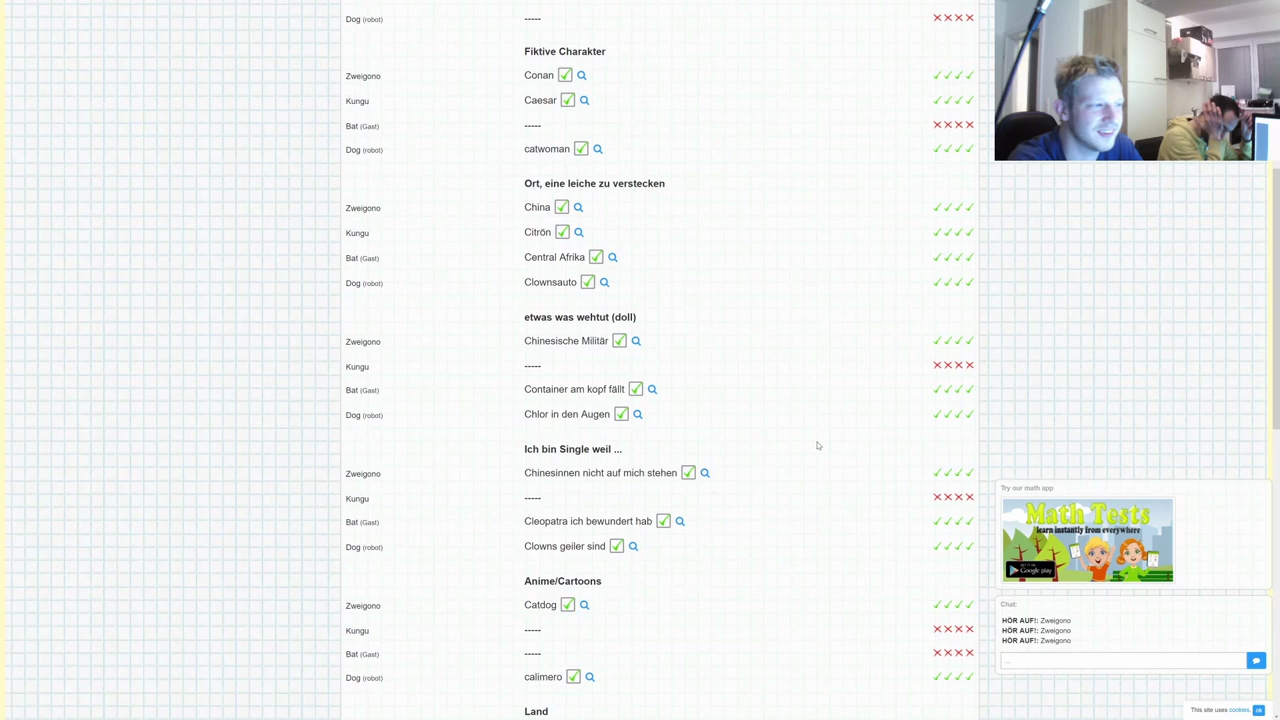 Dog (robot) ----- ✕✕✕✕
Fiktive Charakter
Zweigono Conan ✓✓✓✓
Kungu Caesar ✓✓✓✓
Bat (Gast) ----- ✕✕✕✕
Dog (robot) catwoman ✓✓✓✓
Ort, eine leiche zu verstecken
Zweigono China ✓✓✓✓
Kungu Citrön ✓✓✓✓
Bat (Gast) Central Afrika ✓✓✓✓
Dog (robot) Clownsauto ✓✓✓✓
etwas was wehtut (doll)
Zweigono Chinesische Militär ✓✓✓✓
Kungu ----- ✕✕✕✕
Bat (Gast) Container am kopf fällt ✓✓✓✓
Dog (robot) Chlor in den Augen ✓✓✓✓
Ich bin Single weil ...
Zweigono Chinesinnen nicht auf mich stehen ✓✓✓✓
Kungu ----- ✕✕✕✕
Bat (Gast) Cleopatra ich bewundert hab ✓✓✓✓
Dog (robot) Clowns geiler sind ✓✓✓✓
Anime/Cartoons
Zweigono Catdog ✓✓✓✓
Kungu ----- ✕✕✕✕
Bat (Gast) ----- ✕✕✕✕
Dog (robot) calimero ✓✓✓✓
Land
Try our math app
Math Tests
learn instantly from everywhere
GET IT ON
Google play
Chat:
HÖR AUF!: Zweigono
HÖR AUF!: Zweigono
HÖR AUF!: Zweigono
...
This site uses cookies. ok